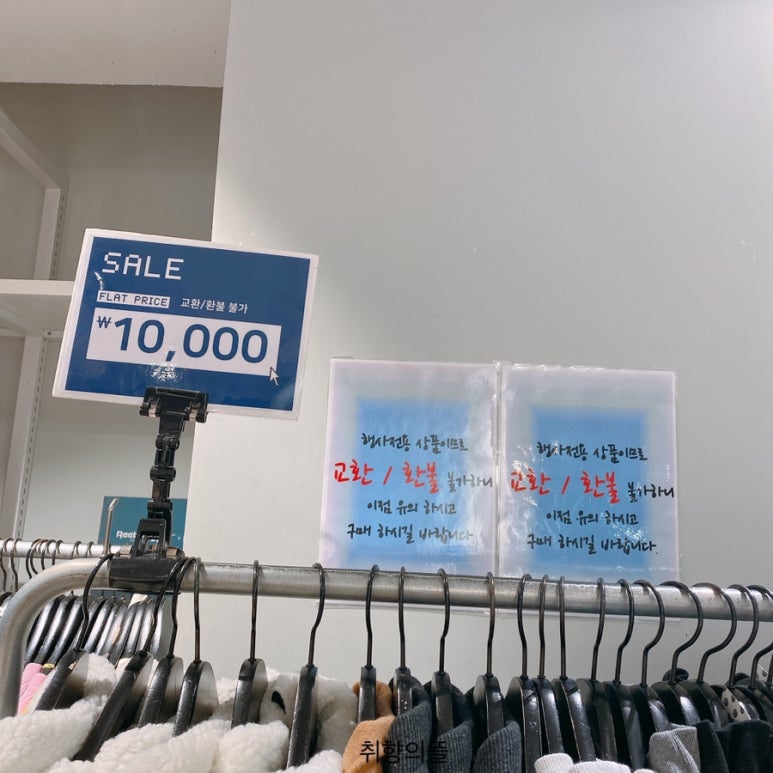 SALE
FLAT PRICE 교환/환불 불가
₩10,000
행사전용 상품이므로
교환 / 환불 불가하니
이점 유의 하시고
구매 하시길 바랍니다.
행사전용 상품이므로
교환 / 환불 불가하니
이점 유의 하시고
구매 하시길 바랍니다.
취향의뜰